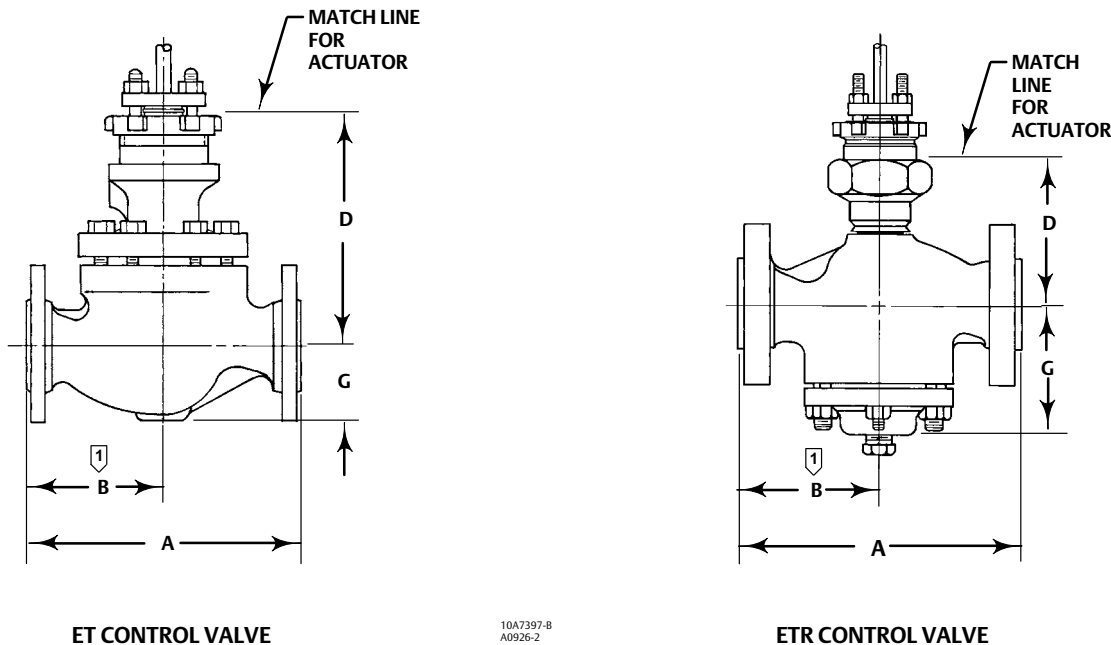 MATCH LINE
FOR
ACTUATOR
D
G
1
B
A
ET CONTROL VALVE
10A7397-B
A0926-2
MATCH
LINE
FOR
ACTUATOR
D
G
1
B
A
ETR CONTROL VALVE